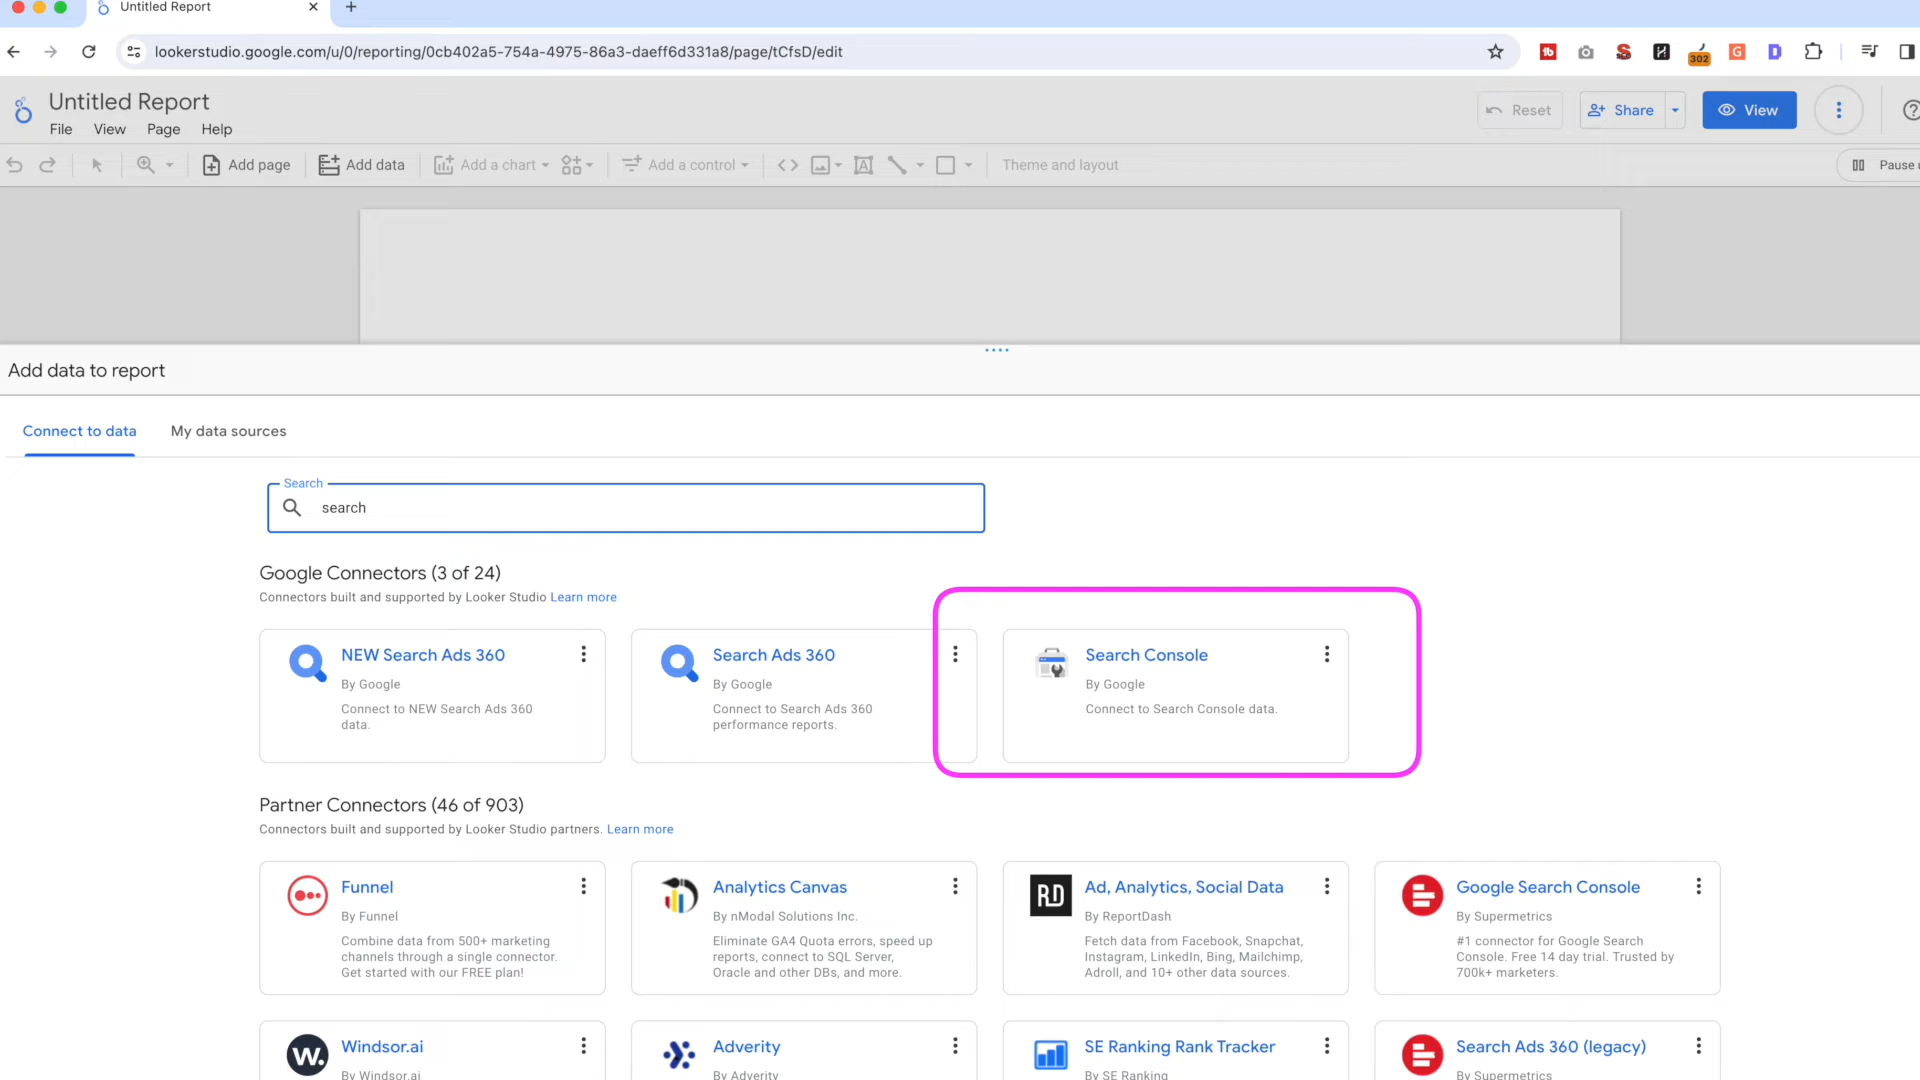 Untitled Report
lookerstudio.google.com/u/0/reporting/0cb402a5-754a-4975-86a3-daeff6d331a8/page/tCfsD/edit
302
Untitled Report
File View Page Help
Reset
Share
View
Add page
Add data
Add a chart
Add a control
Theme and layout
Pause u
Add data to report
Connect to data
My data sources
Search
search
Google Connectors (3 of 24)
Connectors built and supported by Looker Studio Learn more
NEW Search Ads 360
By Google
Connect to NEW Search Ads 360
data.
Search Ads 360
By Google
Connect to Search Ads 360
performance reports.
Search Console
By Google
Connect to Search Console data.
Partner Connectors (46 of 903)
Connectors built and supported by Looker Studio partners. Learn more
Funnel
By Funnel
Combine data from 500+ marketing
channels through a single connector.
Get started with our FREE plan!
Analytics Canvas
By nModal Solutions Inc.
Eliminate GA4 Quota errors, speed up
reports, connect to SQL Server,
Oracle and other DBs, and more.
RD
Ad, Analytics, Social Data
By ReportDash
Fetch data from Facebook, Snapchat,
Instagram, LinkedIn, Bing, Mailchimp,
Adroll, and 10+ other data sources.
Google Search Console
By Supermetrics
#1 connector for Google Search
Console. Free 14 day trial. Trusted by
700k+ marketers.
W.
Windsor.ai
By Windsor.ai
Adverity
By Adverity
SE Ranking Rank Tracker
By SE Ranking
Search Ads 360 (legacy)
By Supermetrics